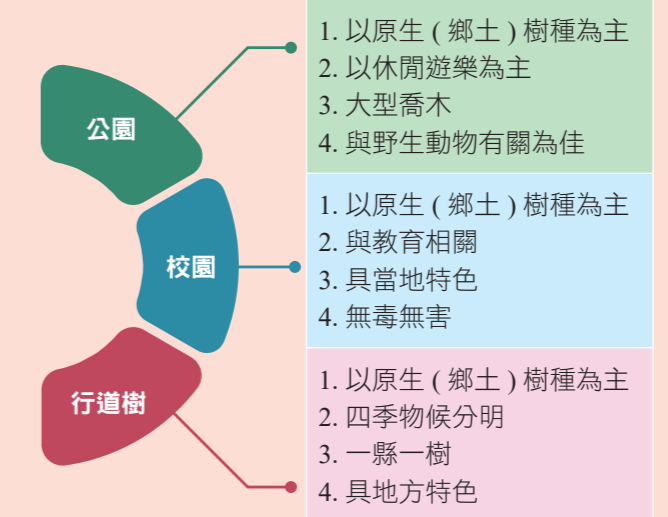 公園
1. 以原生 ( 鄉土 ) 樹種為主
2. 以休閒遊樂為主
3. 大型喬木
4. 與野生動物有關為佳
校園
1. 以原生 ( 鄉土 ) 樹種為主
2. 與教育相關
3. 具當地特色
4. 無毒無害
行道樹
1. 以原生 ( 鄉土 ) 樹種為主
2. 四季物候分明
3. 一縣一樹
4. 具地方特色